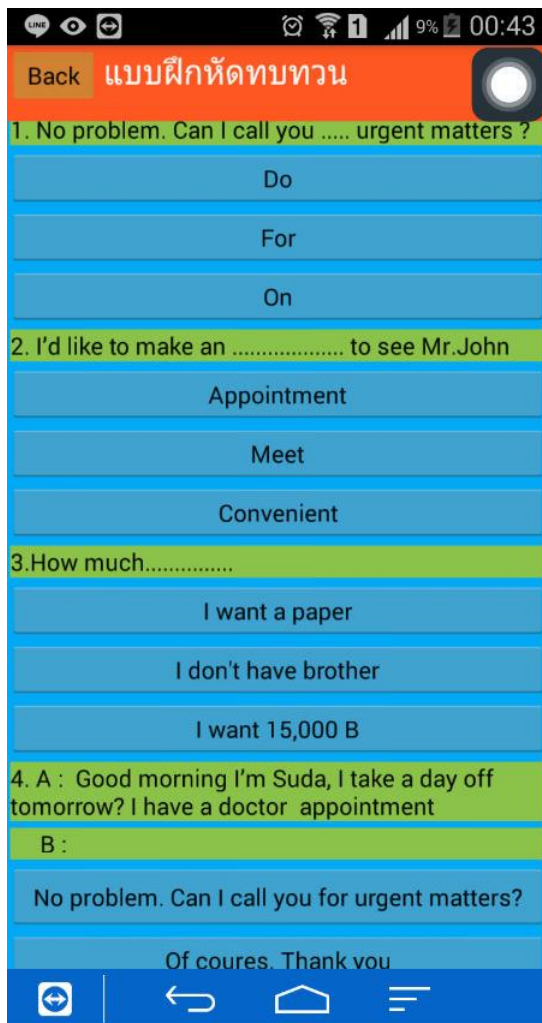 LINE 1 9% 00:43
Back แบบฝึกหัดทบทวน
1. No problem. Can I call you ..... urgent matters ?
Do
For
On
2. I'd like to make an ................... to see Mr.John
Appointment
Meet
Convenient
3.How much...............
I want a paper
I don't have brother
I want 15,000 B
4. A : Good morning I'm Suda, I take a day off
tomorrow? I have a doctor appointment
B :
No problem. Can I call you for urgent matters?
Of coures. Thank you